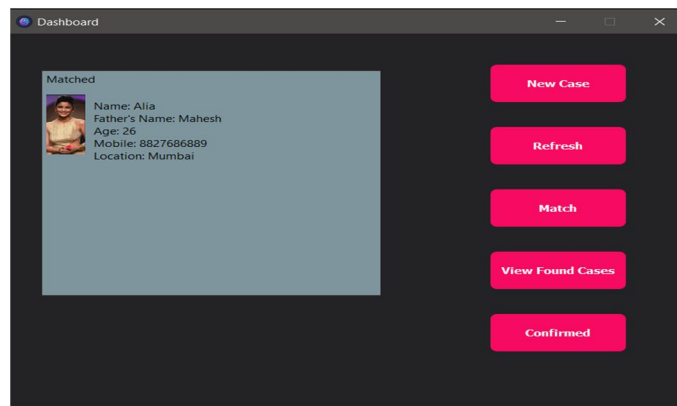 Dashboard
Matched
Name: Alia
Father's Name: Mahesh
Age: 26
Mobile: 8827686889
Location: Mumbai
New Case
Refresh
Match
View Found Cases
Confirmed